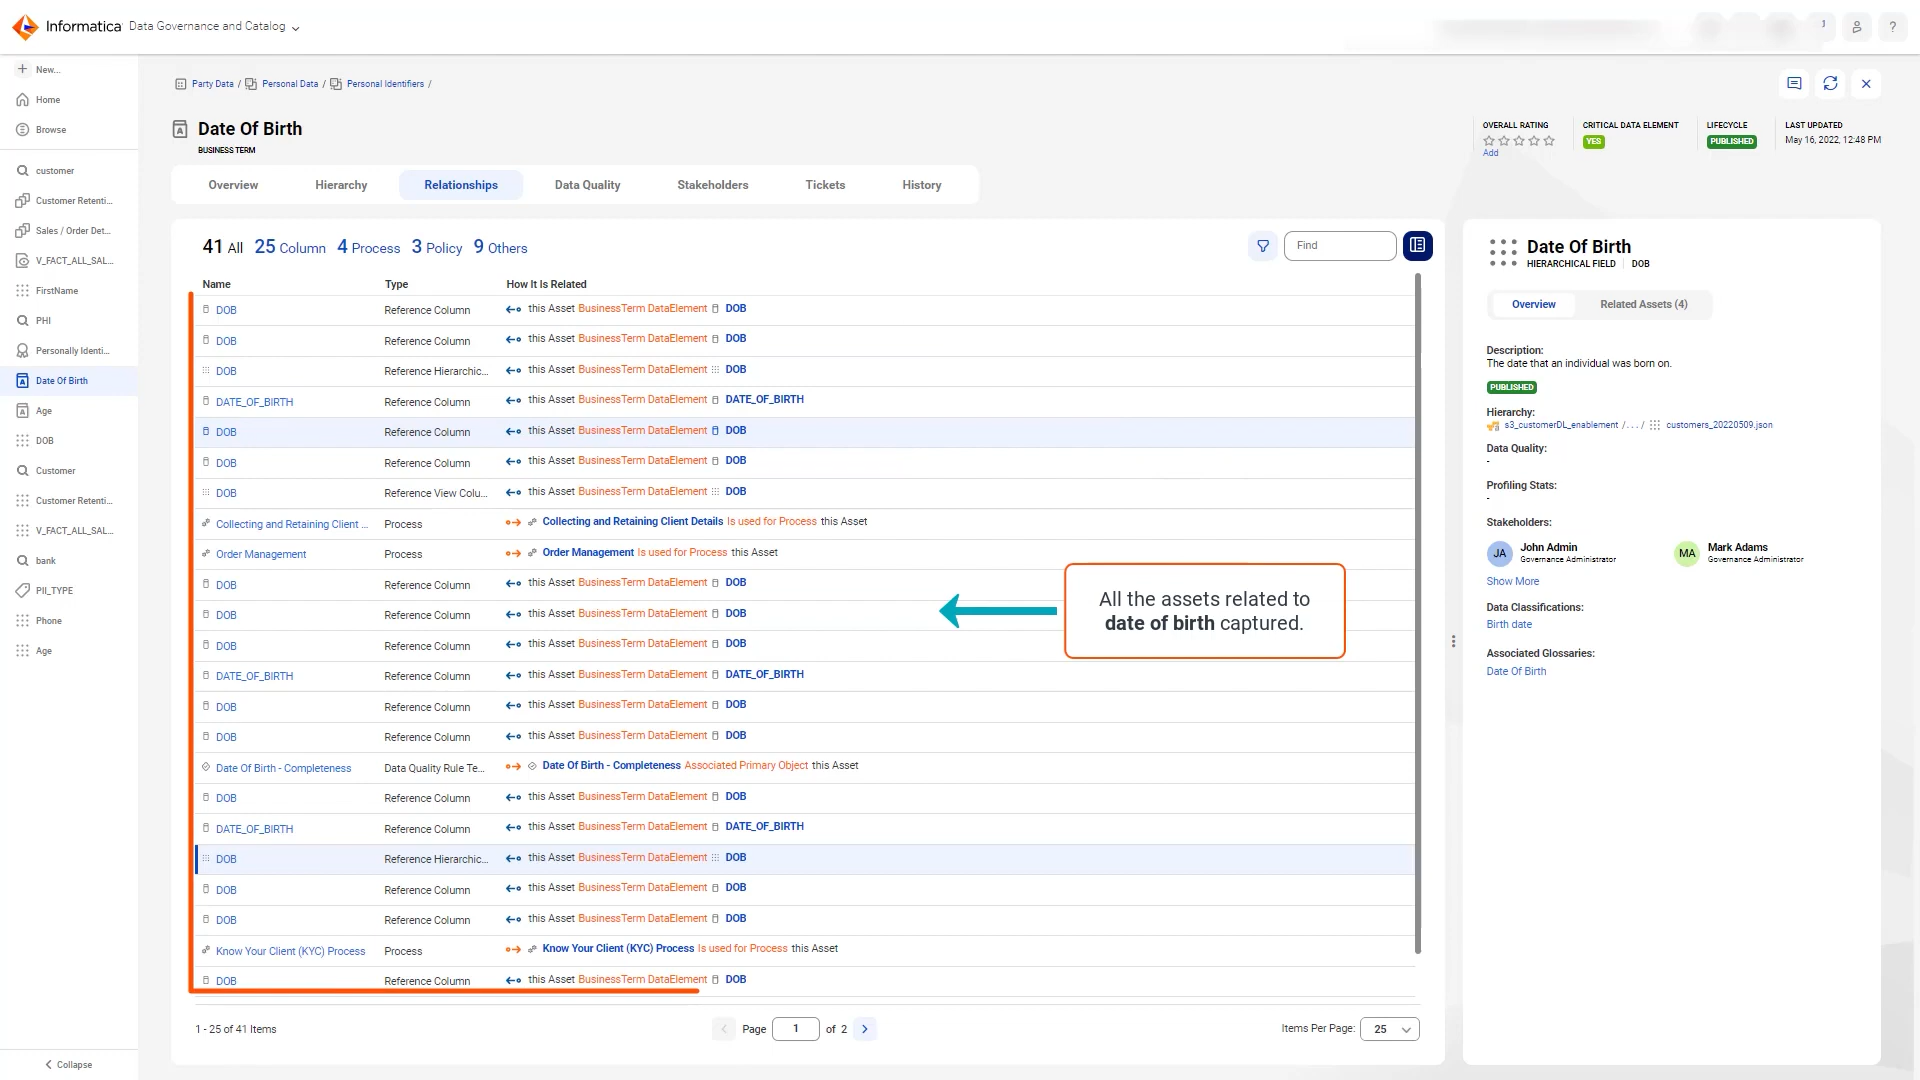 Informatica Data Governance and Catalog
?
New...
Home
Browse
customer
Customer Retenti...
Sales / Order Det...
V_FACT_ALL_SAL...
FirstName
PHI
Personally Identi...
Date Of Birth
Age
DOB
Customer
Customer Retenti...
V_FACT_ALL_SAL...
bank
PII_TYPE
Phone
Age
Collapse
Party Data / Personal Data / Personal Identifiers /
Date Of Birth
BUSINESS TERM
OVERALL RATING
Add
CRITICAL DATA ELEMENT
YES
LIFECYCLE
PUBLISHED
LAST UPDATED
May 16, 2022, 12:48 PM
Overview Hierarchy Relationships Data Quality Stakeholders Tickets History
41 All 25 Column 4 Process 3 Policy 9 Others
Find
Name Type How It Is Related
DOB Reference Column this Asset BusinessTerm DataElement DOB
DOB Reference Column this Asset BusinessTerm DataElement DOB
DOB Reference Hierarchic... this Asset BusinessTerm DataElement DOB
DATE_OF_BIRTH Reference Column this Asset BusinessTerm DataElement DATE_OF_BIRTH
DOB Reference Column this Asset BusinessTerm DataElement DOB
DOB Reference Column this Asset BusinessTerm DataElement DOB
DOB Reference View Colu... this Asset BusinessTerm DataElement DOB
Collecting and Retaining Client ... Process Collecting and Retaining Client Details Is used for Process this Asset
Order Management Process Order Management Is used for Process this Asset
DOB Reference Column this Asset BusinessTerm DataElement DOB
DOB Reference Column this Asset BusinessTerm DataElement DOB
DOB Reference Column this Asset BusinessTerm DataElement DOB
DATE_OF_BIRTH Reference Column this Asset BusinessTerm DataElement DATE_OF_BIRTH
DOB Reference Column this Asset BusinessTerm DataElement DOB
DOB Reference Column this Asset BusinessTerm DataElement DOB
Date Of Birth - Completeness Data Quality Rule Te... Date Of Birth - Completeness Associated Primary Object this Asset
DOB Reference Column this Asset BusinessTerm DataElement DOB
DATE_OF_BIRTH Reference Column this Asset BusinessTerm DataElement DATE_OF_BIRTH
DOB Reference Hierarchic... this Asset BusinessTerm DataElement DOB
DOB Reference Column this Asset BusinessTerm DataElement DOB
DOB Reference Column this Asset BusinessTerm DataElement DOB
Know Your Client (KYC) Process Process Know Your Client (KYC) Process Is used for Process this Asset
DOB Reference Column this Asset BusinessTerm DataElement DOB
All the assets related to
date of birth captured.
1 - 25 of 41 Items
Page 1 of 2
Items Per Page: 25
Date Of Birth
HIERARCHICAL FIELD DOB
Overview Related Assets (4)
Description:
The date that an individual was born on.
PUBLISHED
Hierarchy:
s3_customerDL_enablement /.../ customers_20220509.json
Data Quality:
-
Profiling Stats:
-
Stakeholders:
JA John Admin
Governance Administrator
MA Mark Adams
Governance Administrator
Show More
Data Classifications:
Birth date
Associated Glossaries:
Date Of Birth